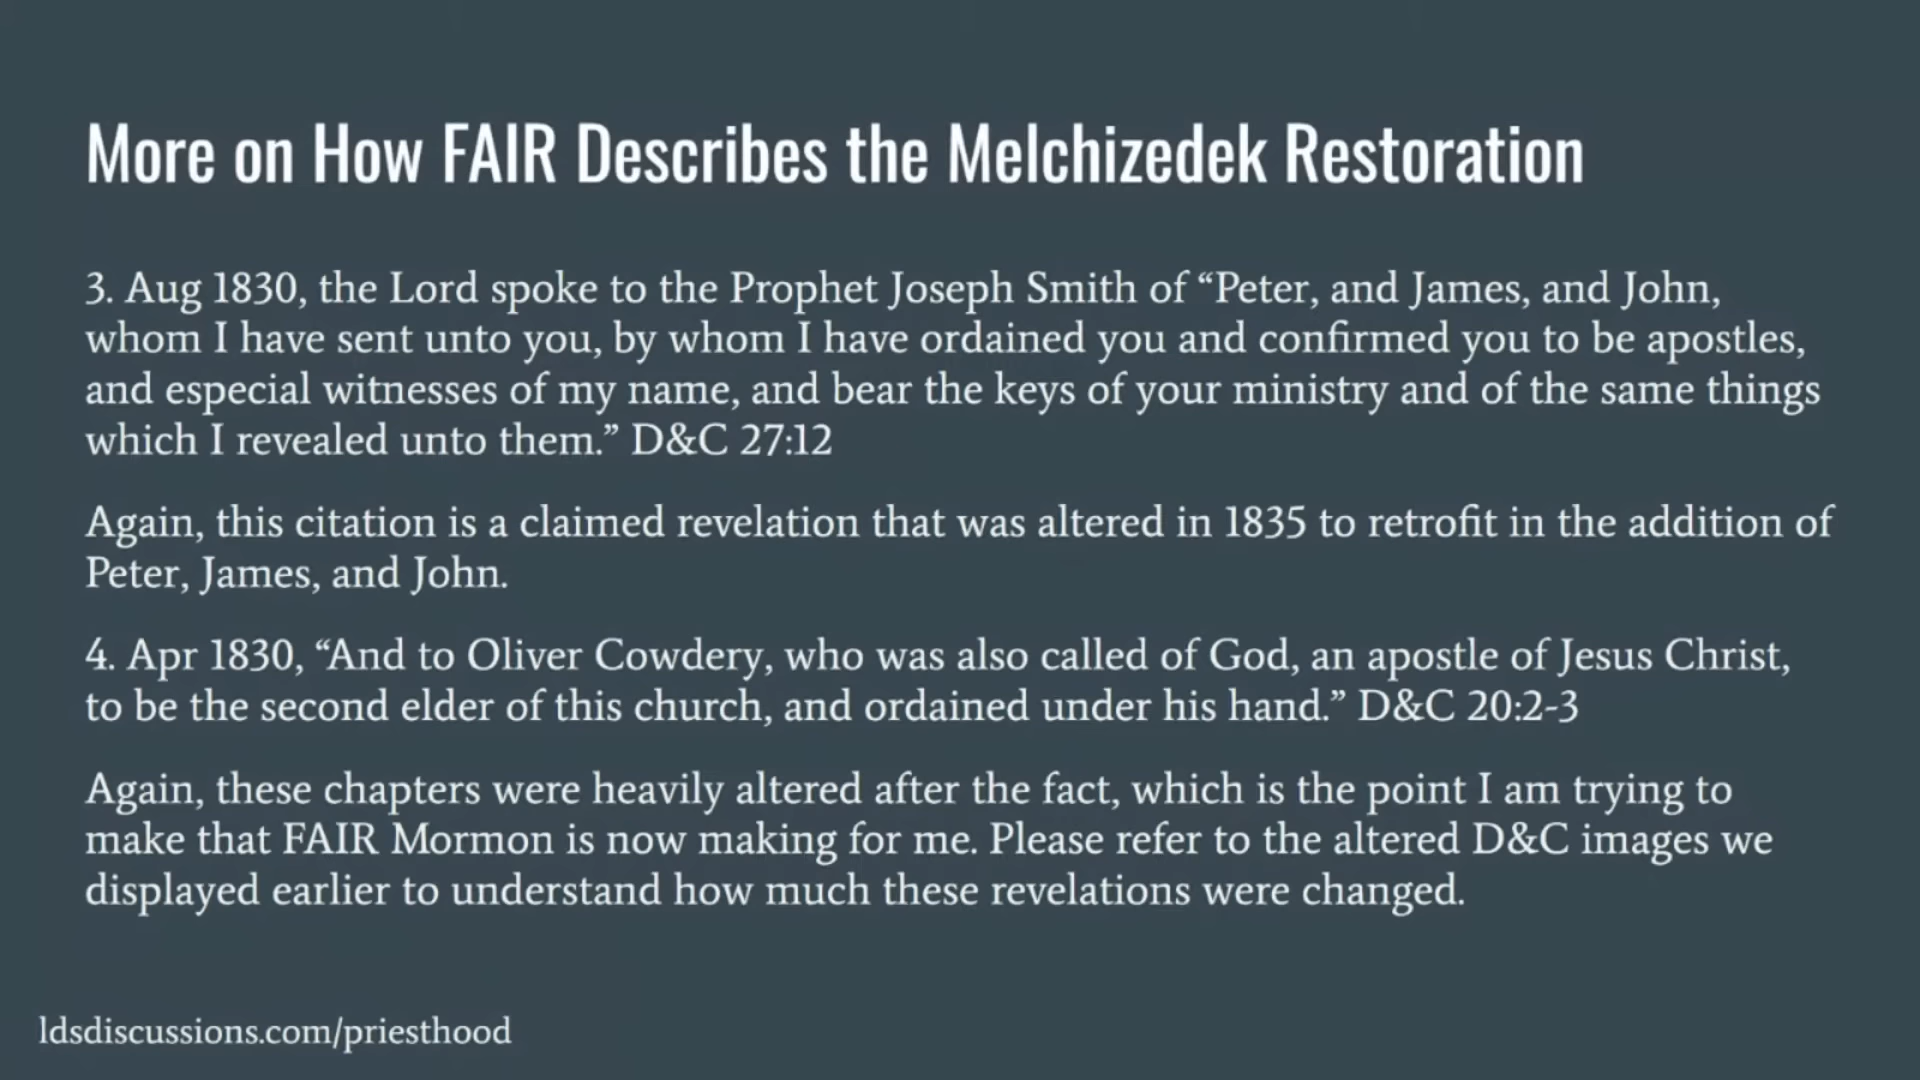 More on How FAIR Describes the Melchizedek Restoration
3. Aug 1830, the Lord spoke to the Prophet Joseph Smith of “Peter, and James, and John,
whom I have sent unto you, by whom I have ordained you and confirmed you to be apostles,
and especial witnesses of my name, and bear the keys of your ministry and of the same things
which I revealed unto them.” D&C 27:12
Again, this citation is a claimed revelation that was altered in 1835 to retrofit in the addition of
Peter, James, and John.
4. Apr 1830, “And to Oliver Cowdery, who was also called of God, an apostle of Jesus Christ,
to be the second elder of this church, and ordained under his hand.” D&C 20:2-3
Again, these chapters were heavily altered after the fact, which is the point I am trying to
make that FAIR Mormon is now making for me. Please refer to the altered D&C images we
displayed earlier to understand how much these revelations were changed.
ldsdiscussions.com/priesthood